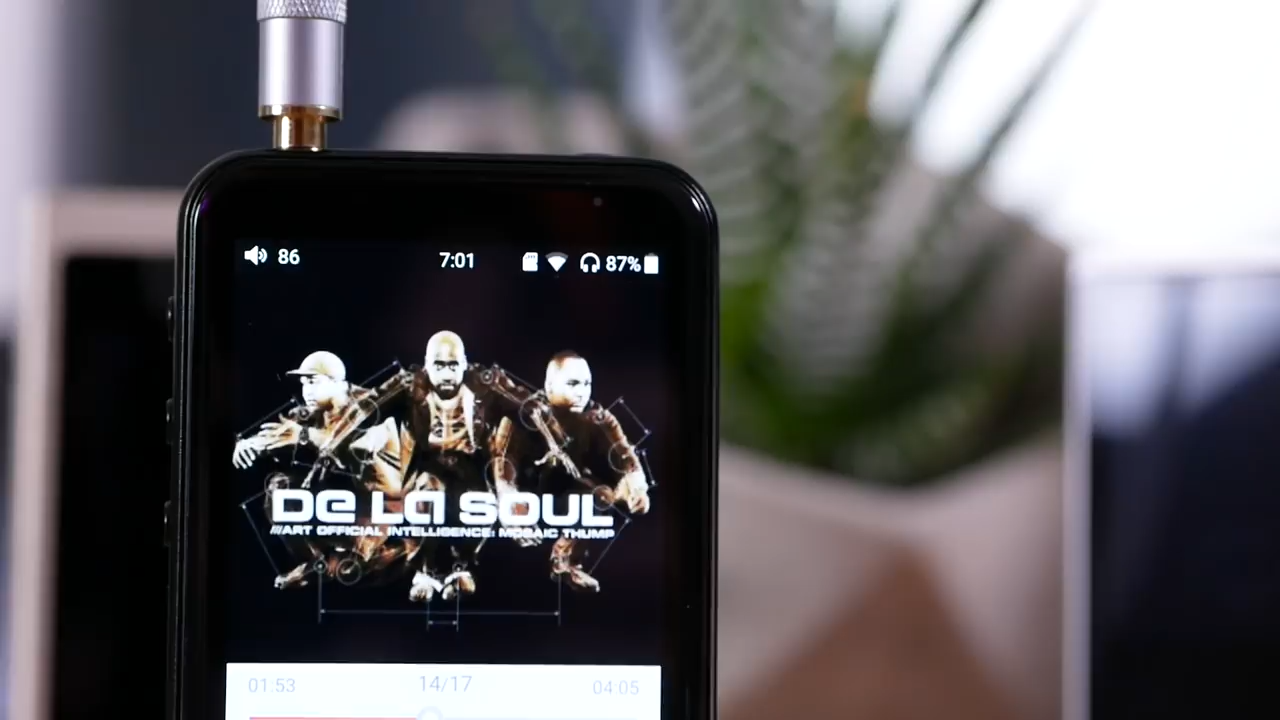 86 7:01 87%
De La SOUL
///ART OFFICIAL INTELLIGENCE: MOSAIC THUMP
01.53 14/17 04:05